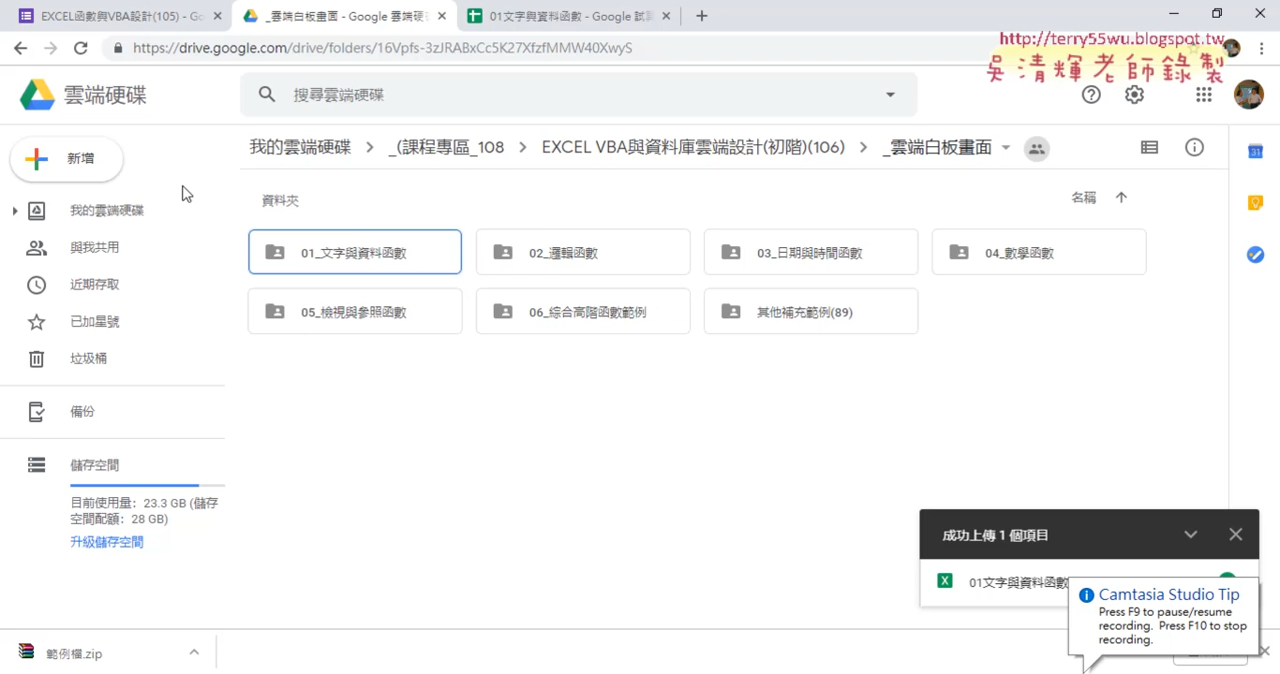 EXCEL函數與VBA設計(105) - Go
_雲端白板畫面 - Google 雲端硬
01文字與資料函數 - Google 試
https://drive.google.com/drive/folders/16Vpfs-3zJRABxCc5K27XfzfMMW40XwyS
http://terry55wu.blogspot.tw
吳清輝老師錄製
雲端硬碟
搜尋雲端硬碟
新增
我的雲端硬碟 > _(課程專區_108 > EXCEL VBA與資料庫雲端設計(初階)(106) > _雲端白板畫面
31
資料夾
名稱
我的雲端硬碟
與我共用
近期存取
已加星號
垃圾桶
備份
儲存空間
目前使用量: 23.3 GB (儲存
空間配額: 28 GB)
升級儲存空間
01_文字與資料函數
02_邏輯函數
03_日期與時間函數
04_數學函數
05_檢視與參照函數
06_綜合高階函數範例
其他補充範例(89)
成功上傳 1 個項目
X
01文字與資料函數
Camtasia Studio Tip
Press F9 to pause/resume
recording. Press F10 to stop
recording.
範例檔.zip